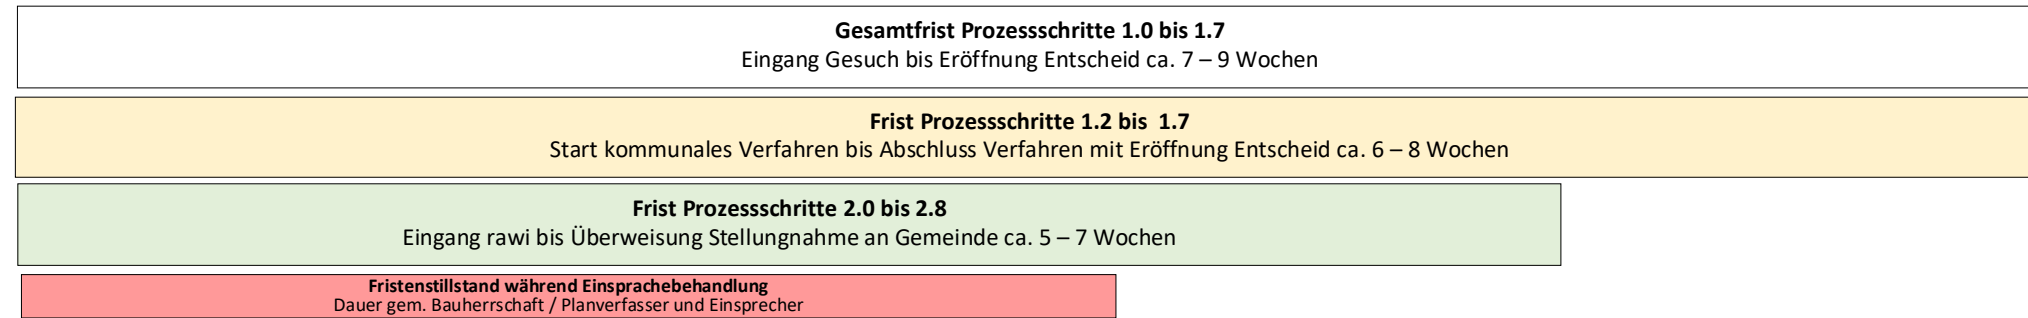 Gesamtfrist Prozessschritte 1.0 bis 1.7
Eingang Gesuch bis Eröffnung Entscheid ca. 7 – 9 Wochen
Frist Prozessschritte 1.2 bis 1.7
Start kommunales Verfahren bis Abschluss Verfahren mit Eröffnung Entscheid ca. 6 – 8 Wochen
Frist Prozessschritte 2.0 bis 2.8
Eingang rawi bis Überweisung Stellungnahme an Gemeinde ca. 5 – 7 Wochen
Fristenstillstand während Einsprachebehandlung
Dauer gem. Bauherrschaft / Planverfasser und Einsprecher